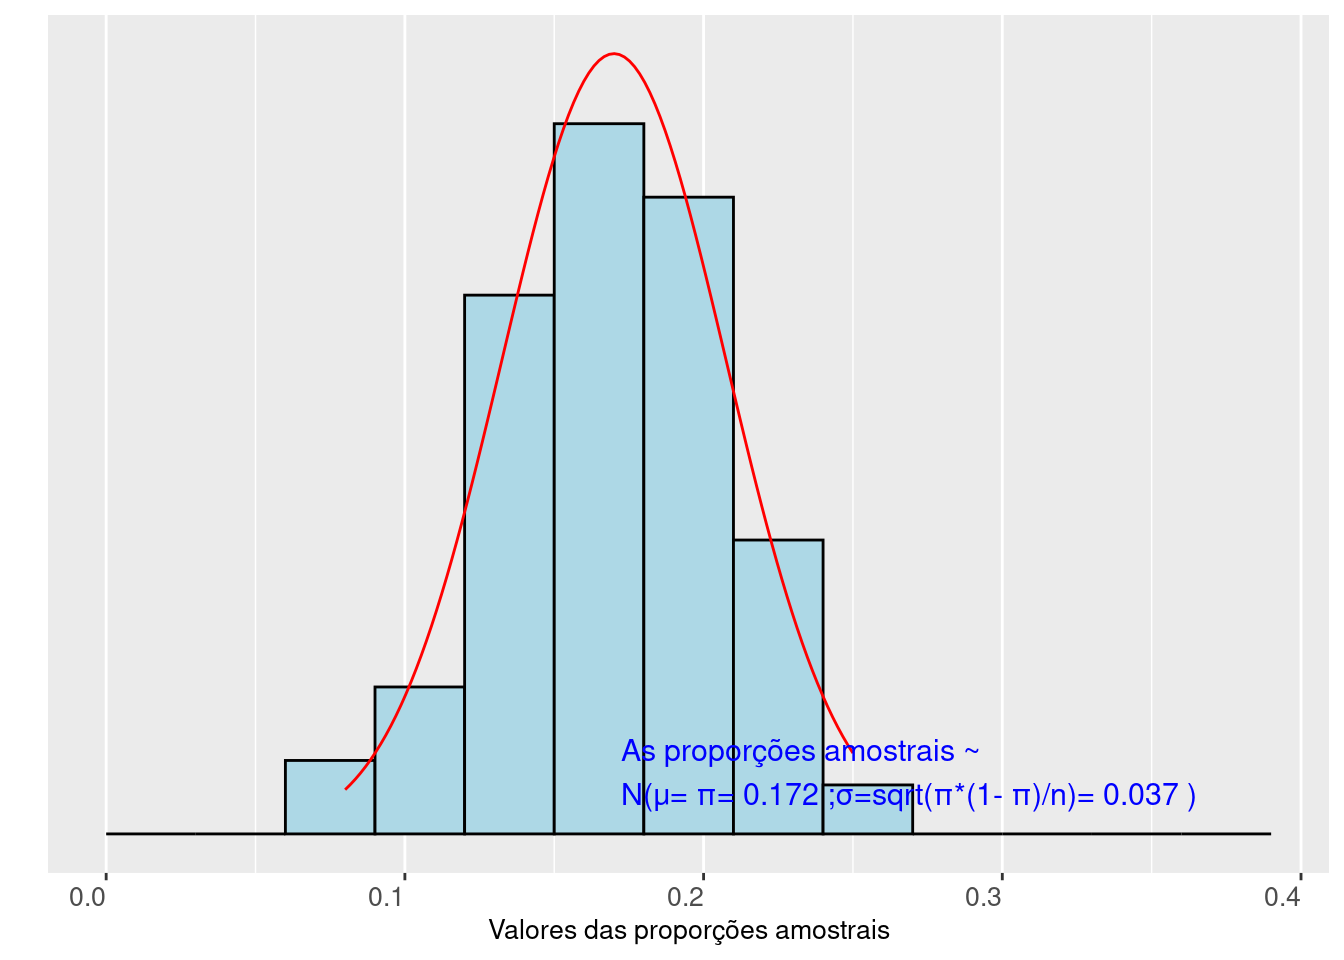 As proporções amostrais ~
N(μ= π= 0.172 ;σ=sqrt(π*(1- π)/n)= 0.037 )
0.0 0.1 0.2 0.3 0.4
Valores das proporções amostrais